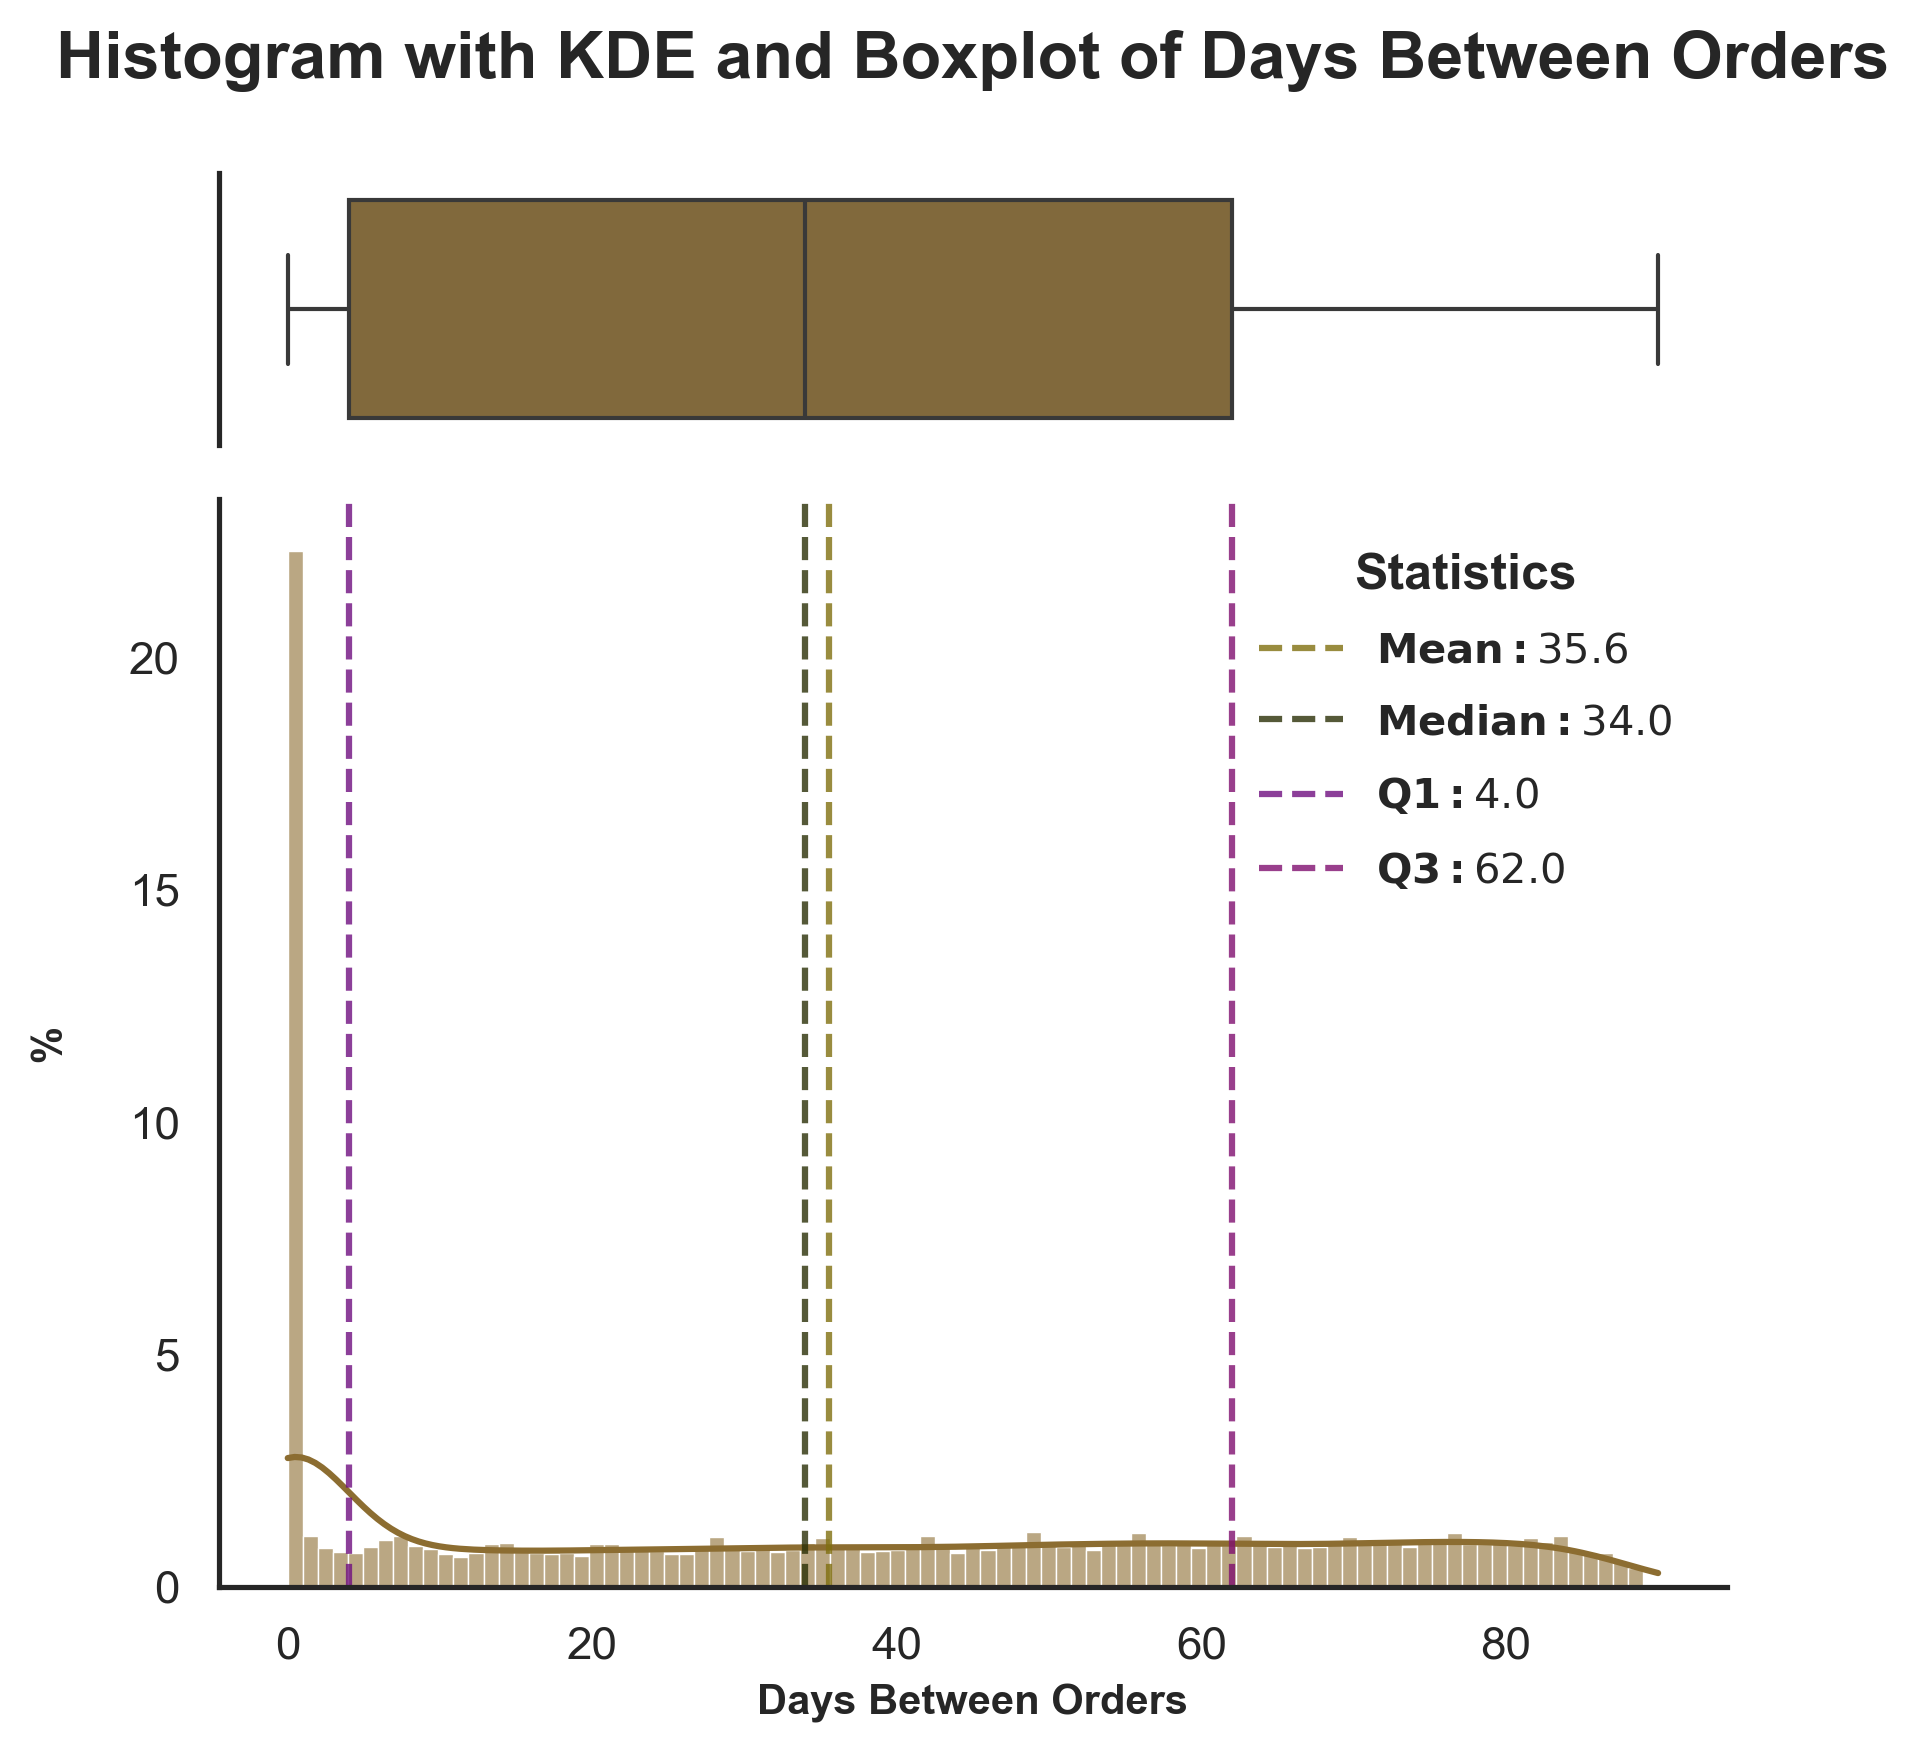 Histogram with KDE and Boxplot of Days Between Orders
Statistics
Mean: 35.6
Median: 34.0
Q1: 4.0
Q3: 62.0
20
15
10
5
0
%
0 20 40 60 80
Days Between Orders